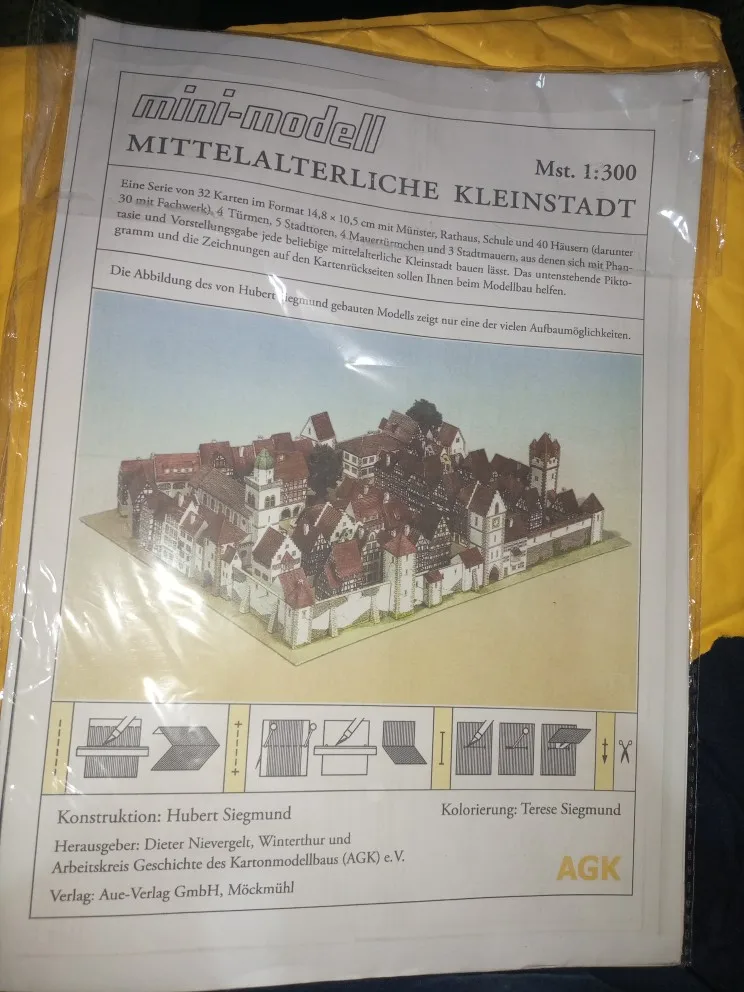 mini-modell
Mst. 1:300
MITTELALTERLICHE KLEINSTADT
Eine Serie von 32 Karten im Format 14,8 × 10,5 cm mit Münster, Rathaus, Schule und 40 Häusern (darunter
30 mit Fachwerk), 4 Türmen, 5 Stadttoren, 4 Mauertürmchen und 3 Stadtmauern, aus denen sich mit Phan-
tasie und Vorstellungsgabe jede beliebige mittelalterliche Kleinstadt bauen lässt. Das untenstehende Pikto-
gramm und die Zeichnungen auf den Kartenrückseiten sollen Ihnen beim Modellbau helfen.
Die Abbildung des von Hubert Siegmund gebauten Modells zeigt nur eine der vielen Aufbaumöglichkeiten.
Konstruktion: Hubert Siegmund
Kolorierung: Terese Siegmund
Herausgeber: Dieter Nievergelt, Winterthur und
Arbeitskreis Geschichte des Kartonmodellbaus (AGK) e.V.
AGK
Verlag: Aue-Verlag GmbH, Möckmühl